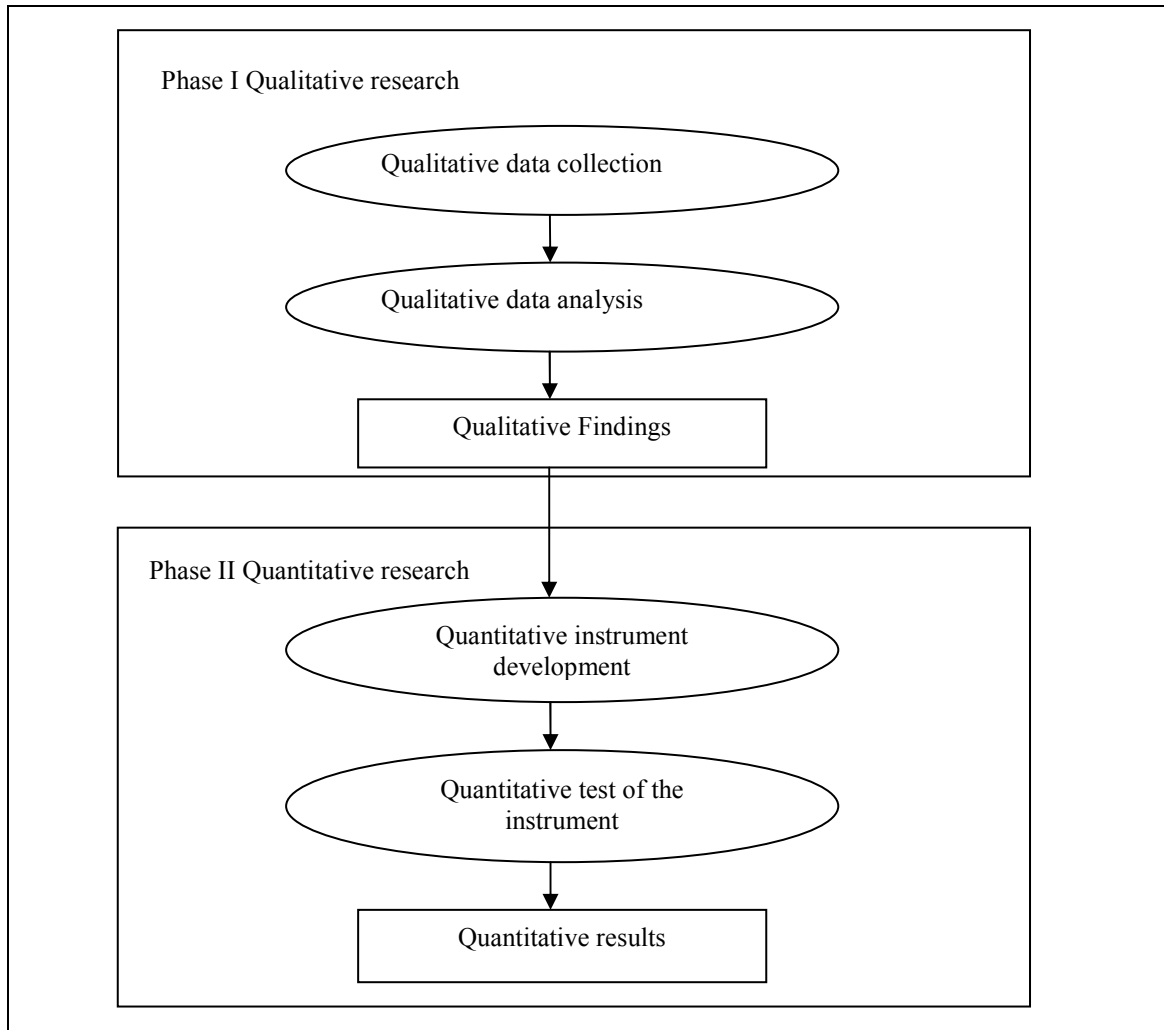 Phase I Qualitative research
Qualitative data collection
Qualitative data analysis
Qualitative Findings
Phase II Quantitative research
Quantitative instrument
development
Quantitative test of the
instrument
Quantitative results